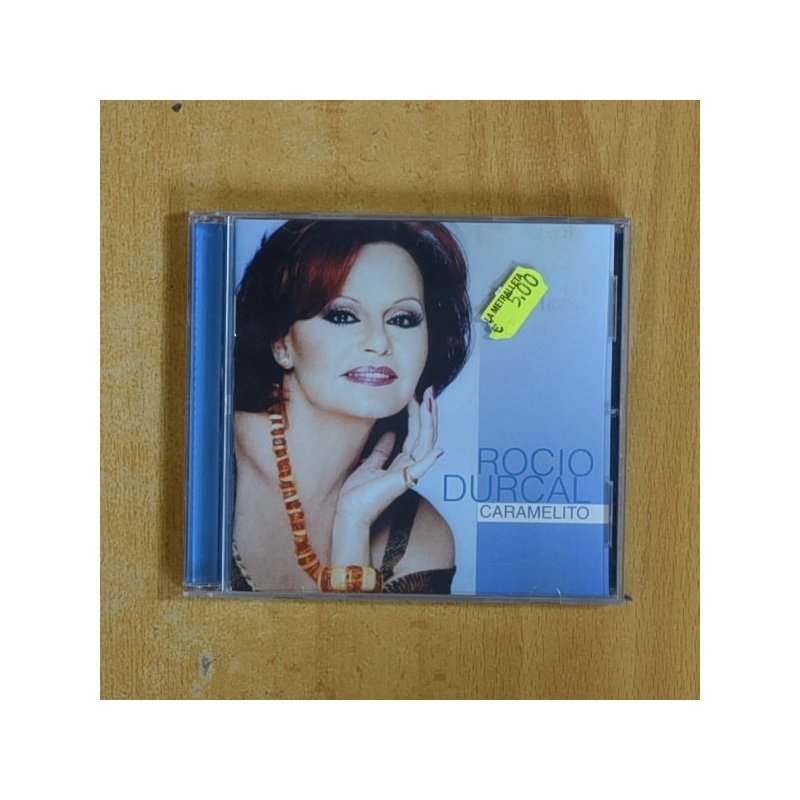 LA METRALLETA
€ 5,00
ROCIO
DURCAL
CARAMELITO